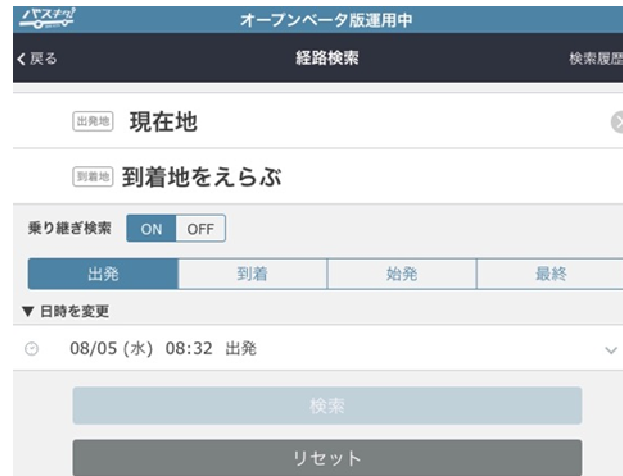 バスキタ!
オープンベータ版運用中
戻る 経路検索 検索履歴
出発地 現在地
到着地 到着地をえらぶ
乗り継ぎ検索 ON OFF
出発 到着 始発 最終
▼ 日時を変更
08/05 (水) 08:32 出発
検索
リセット